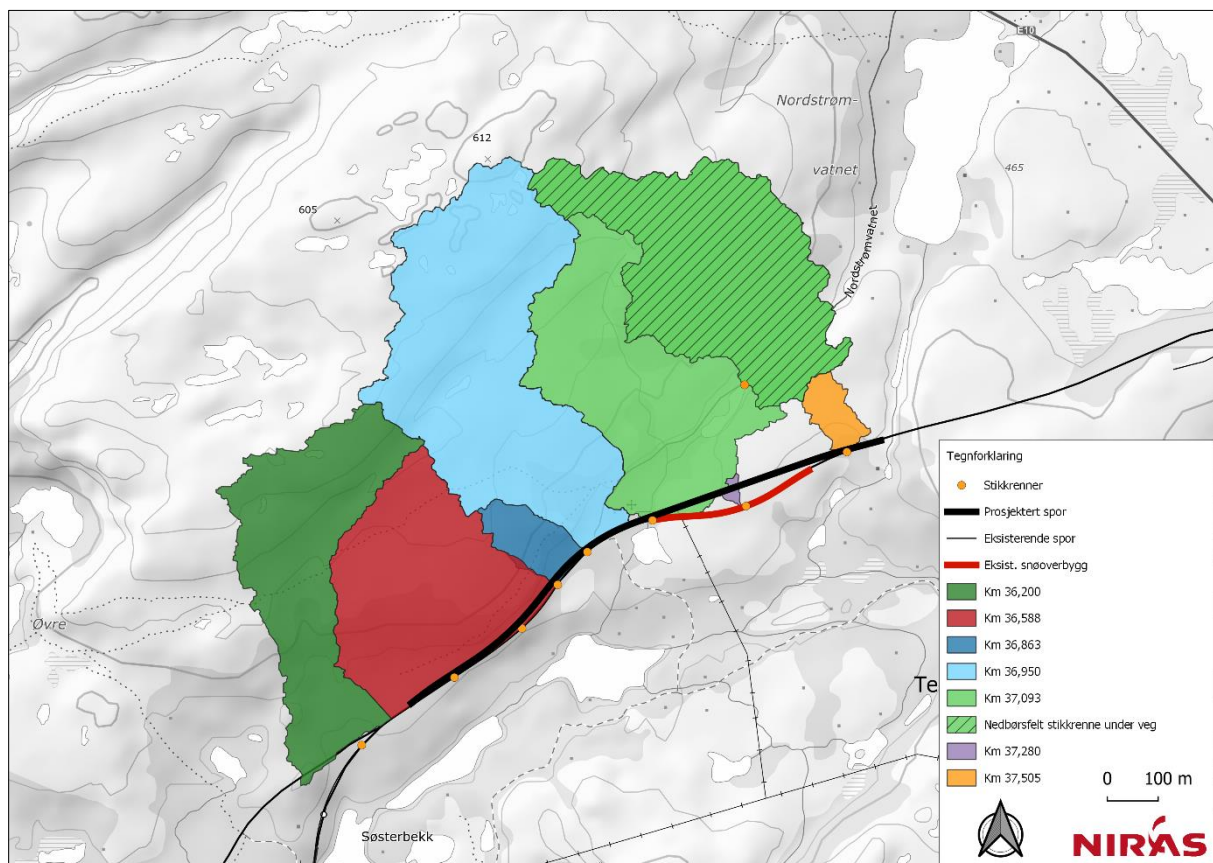 E10
Nordstrøm-
vatnet
612
605
465
Nordstrømvatnet
Øvre
Te
Søsterbekk
Tegnforklaring
Stikkrenner
Prosjektert spor
Eksisterende spor
Eksist. snøoverbygg
Km 36,200
Km 36,588
Km 36,863
Km 36,950
Km 37,093
Nedbørsfelt stikkrenne under veg
Km 37,280
Km 37,505
0 100 m
NIRÁS